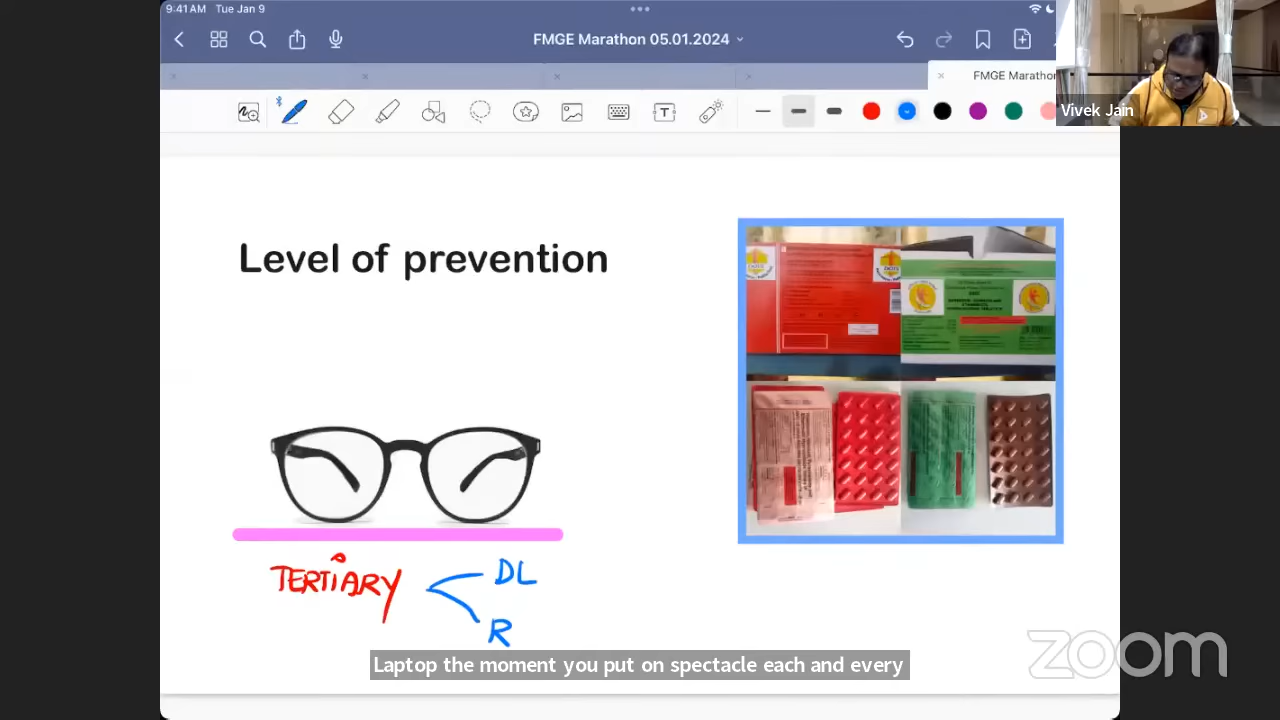 9:41 AM Tue Jan 9
FMGE Marathon 05.01.2024
FMGE Marathon
T
Vivek Jain
Level of prevention
TERTIARY
DL
R
Laptop the moment you put on spectacle each and every
zoom